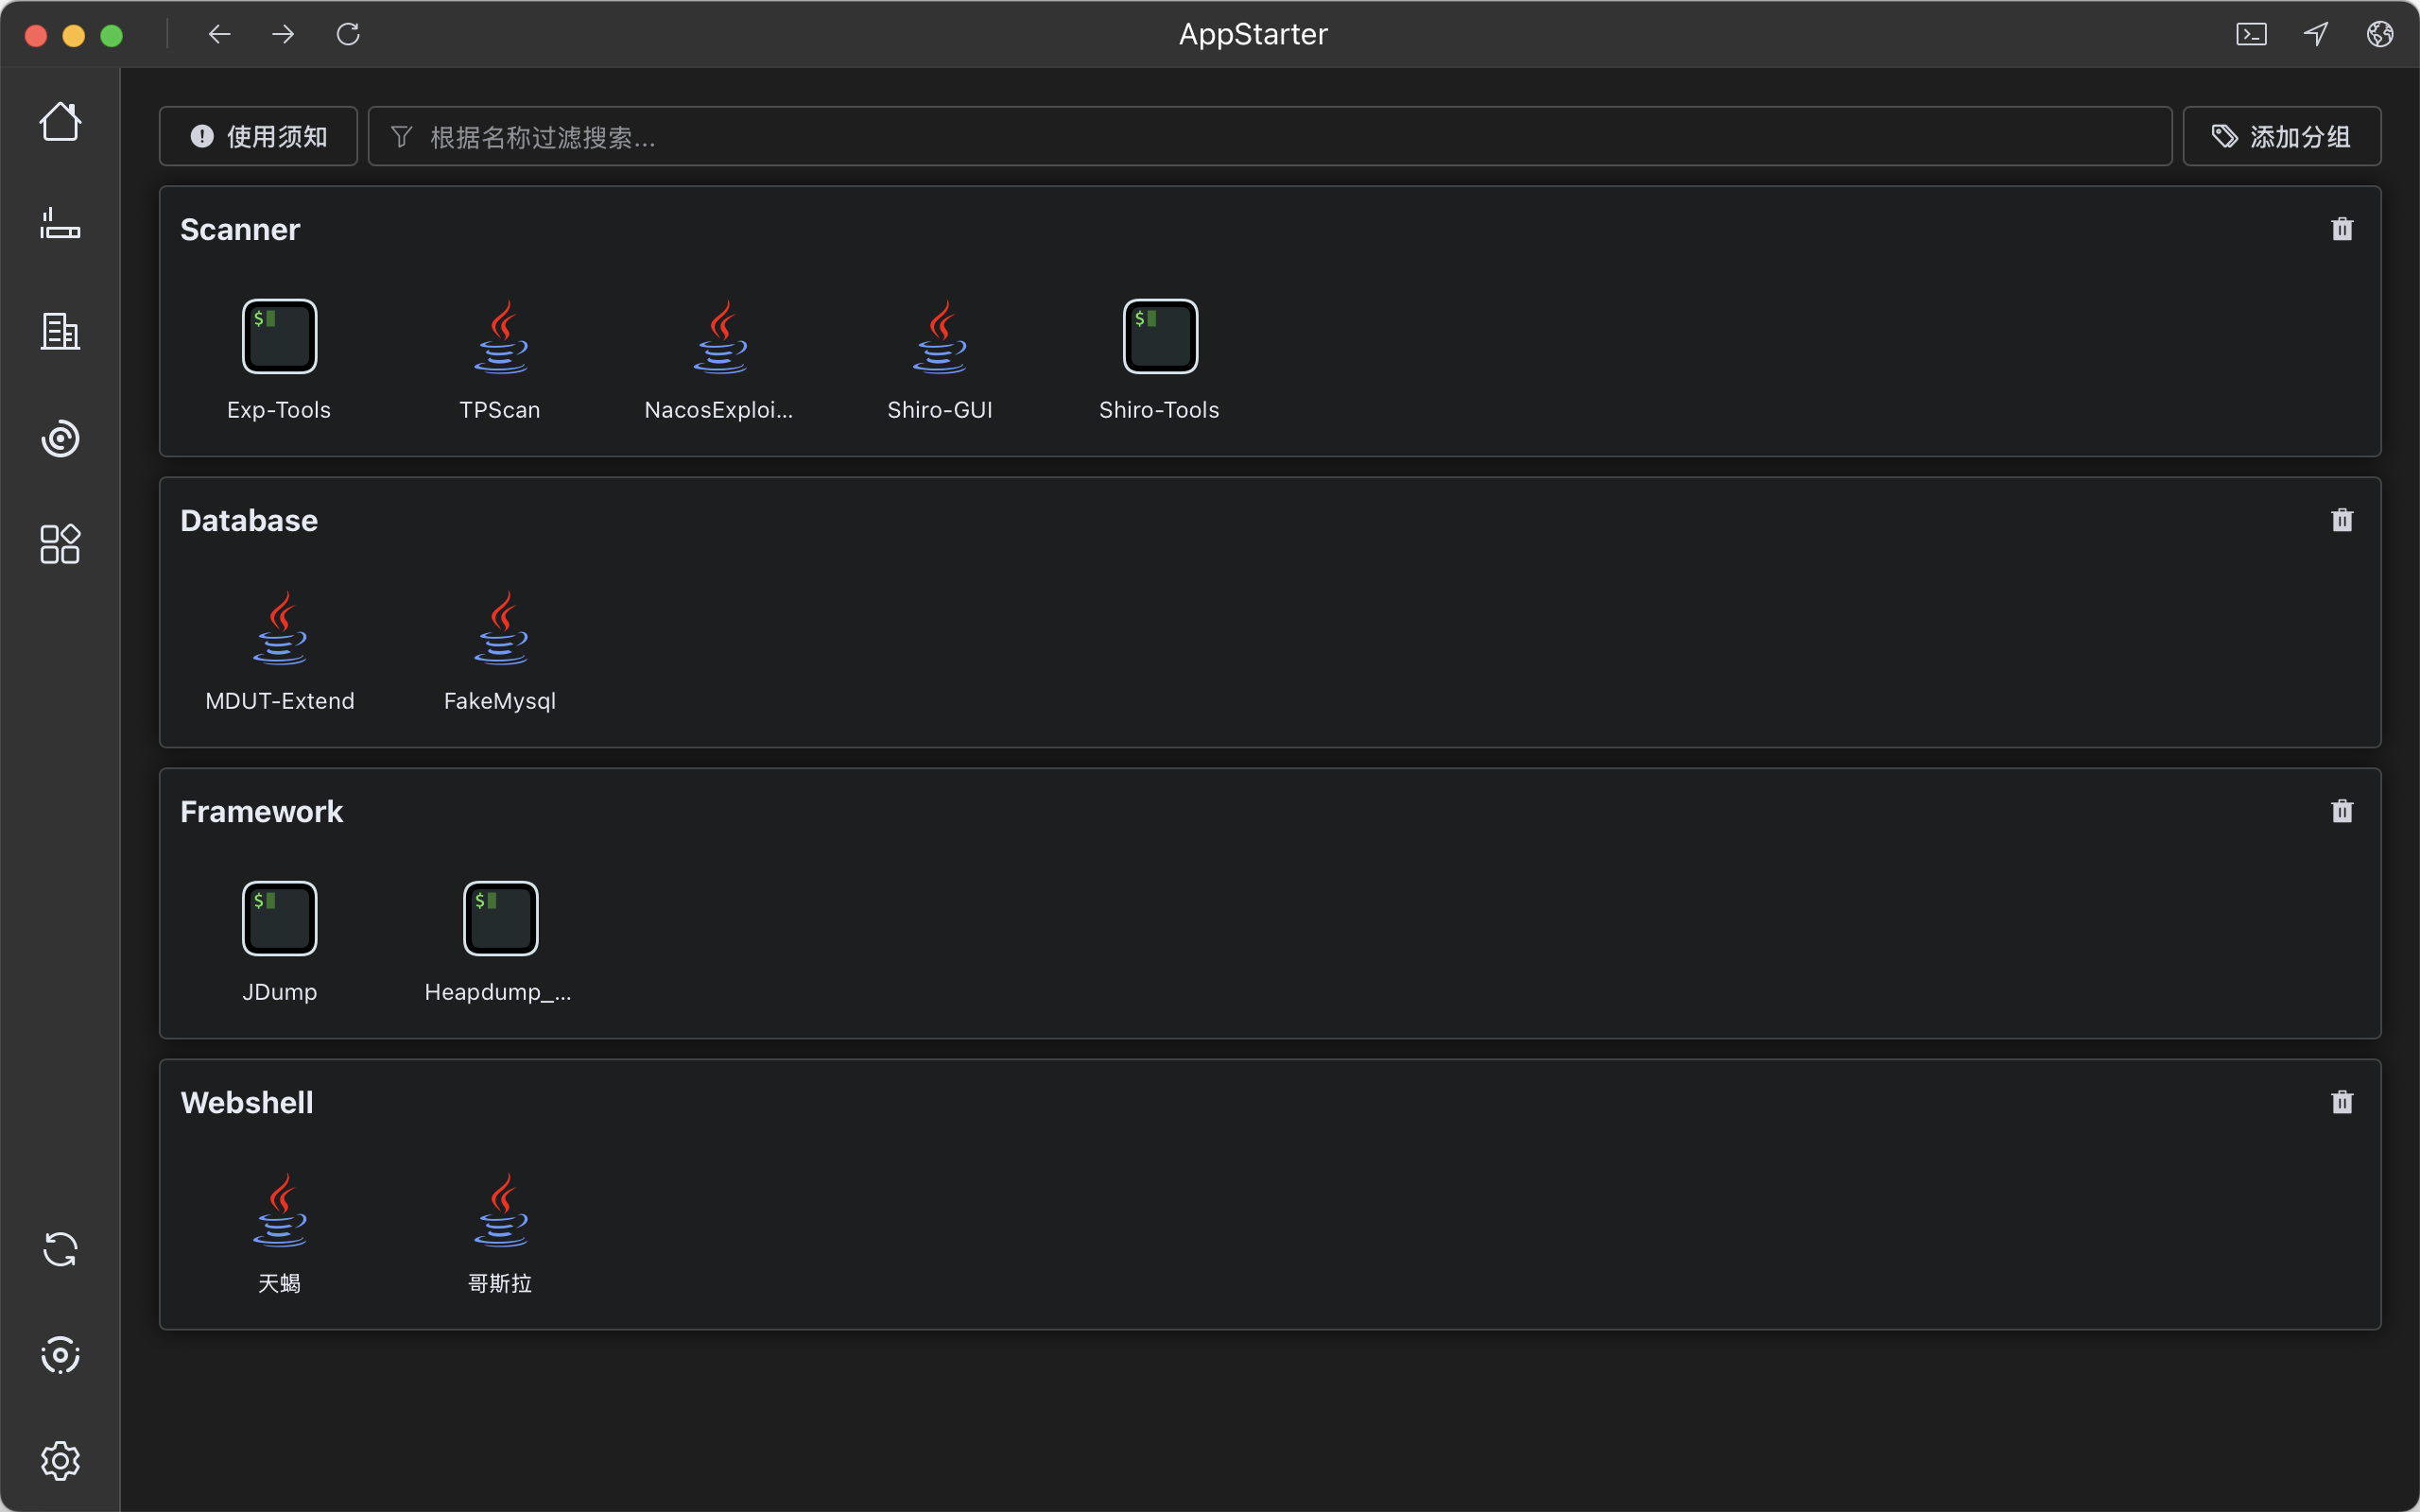 AppStarter
使用须知
根据名称过滤搜索...
添加分组
Scanner
$ $
Exp-Tools TPScan NacosExploi... Shiro-GUI Shiro-Tools
Database
MDUT-Extend FakeMysql
Framework
$ $
JDump Heapdump_...
Webshell
天蝎 哥斯拉